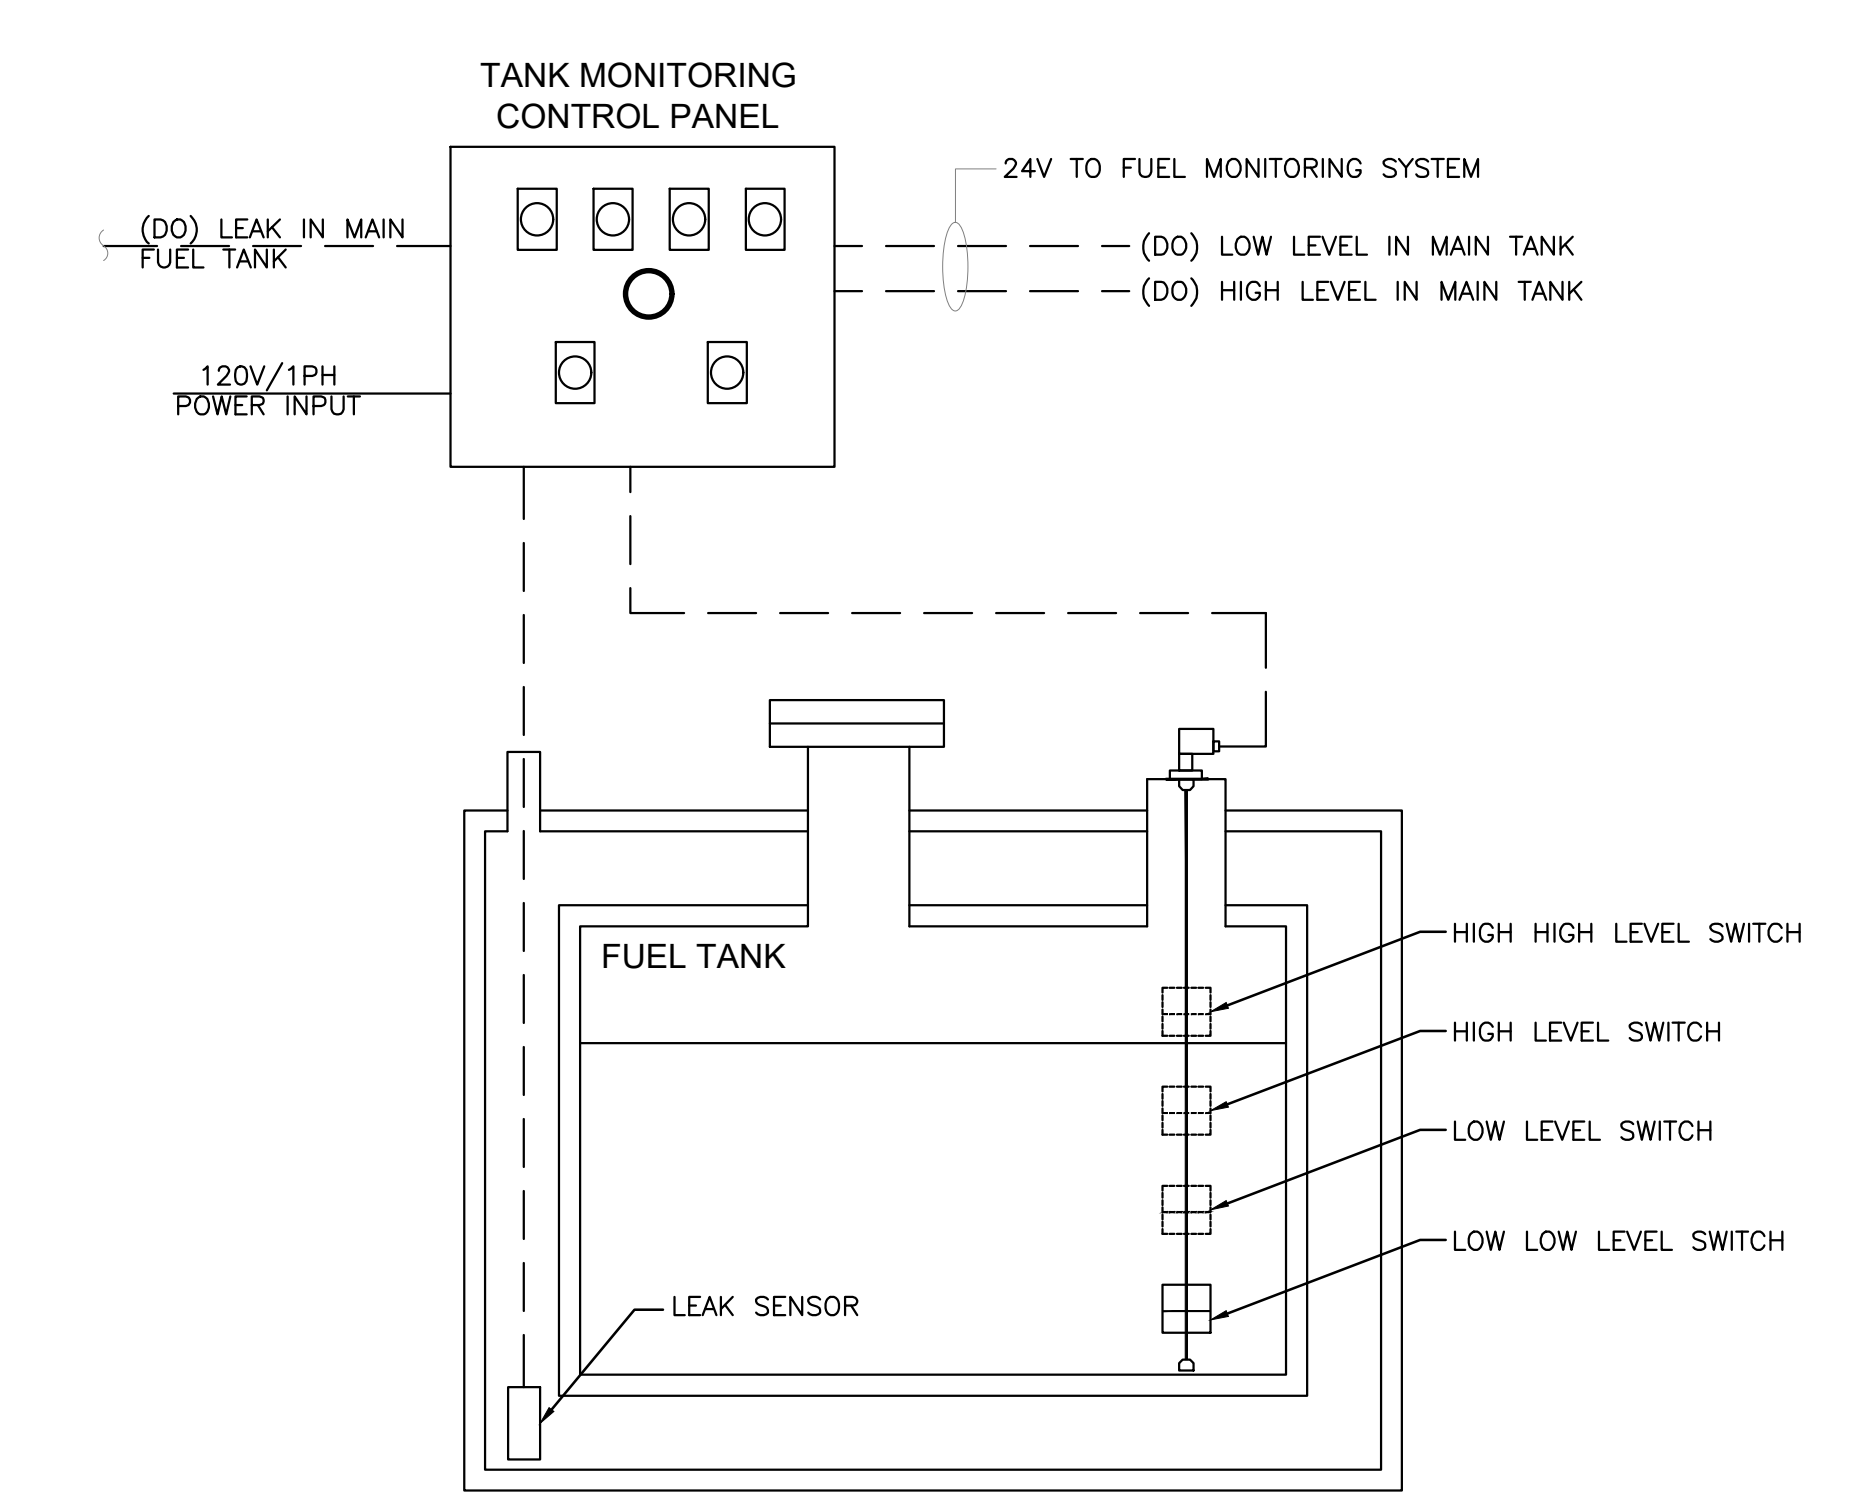 TANK MONITORING
CONTROL PANEL
24V TO FUEL MONITORING SYSTEM
(DO) LEAK IN MAIN
FUEL TANK
(DO) LOW LEVEL IN MAIN TANK
(DO) HIGH LEVEL IN MAIN TANK
120V/1PH
POWER INPUT
FUEL TANK
HIGH HIGH LEVEL SWITCH
HIGH LEVEL SWITCH
LOW LEVEL SWITCH
LOW LOW LEVEL SWITCH
LEAK SENSOR